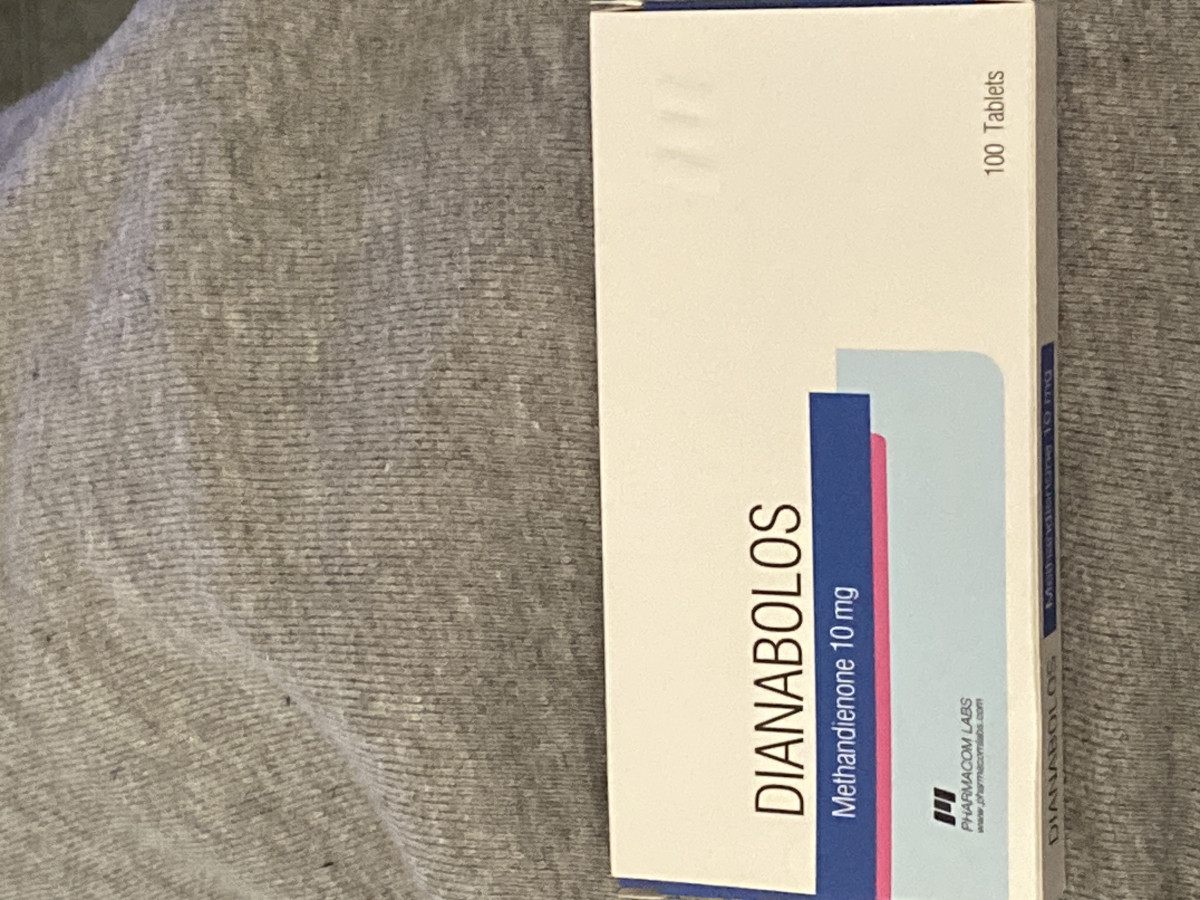 DIANABOLOS
Methandienone 10 mg
PHARMACOM LABS
www.pharmacomlabs.com
100 Tablets
DIANABOLOS
Methandienone 10 mg